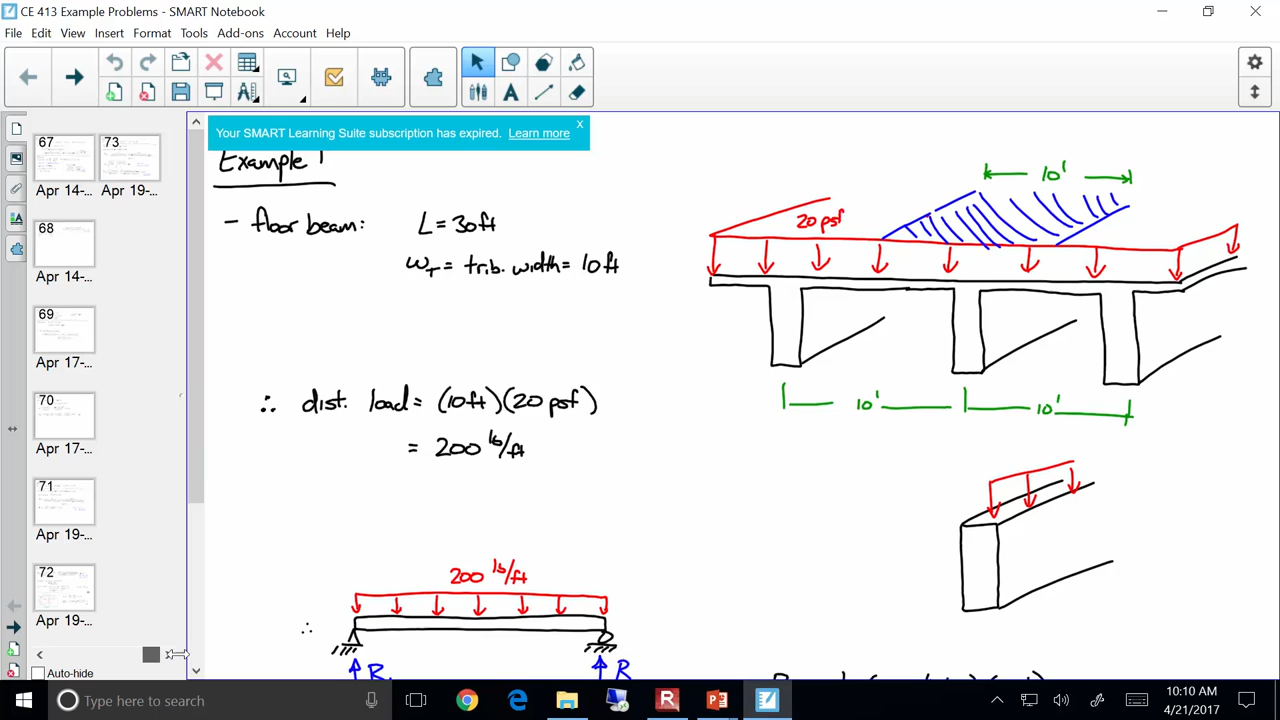 CE 413 Example Problems - SMART Notebook
File Edit View Insert Format Tools Add-ons Account Help
Your SMART Learning Suite subscription has expired. Learn more
x
Example 1
- floor beam: L = 30ft
wT = trib. width = 10ft
∴ dist. load = (10ft)(20 psf)
= 200 lb/ft
200 lb/ft
∴
R
R
10'
20 psf
10'
10'
67
73
Apr 14-...
Apr 19-...
68
Apr 14-...
69
Apr 17-...
70
Apr 17-...
71
Apr 19-...
72
Apr 19-...
Auto-hide
Type here to search
10:10 AM
4/21/2017